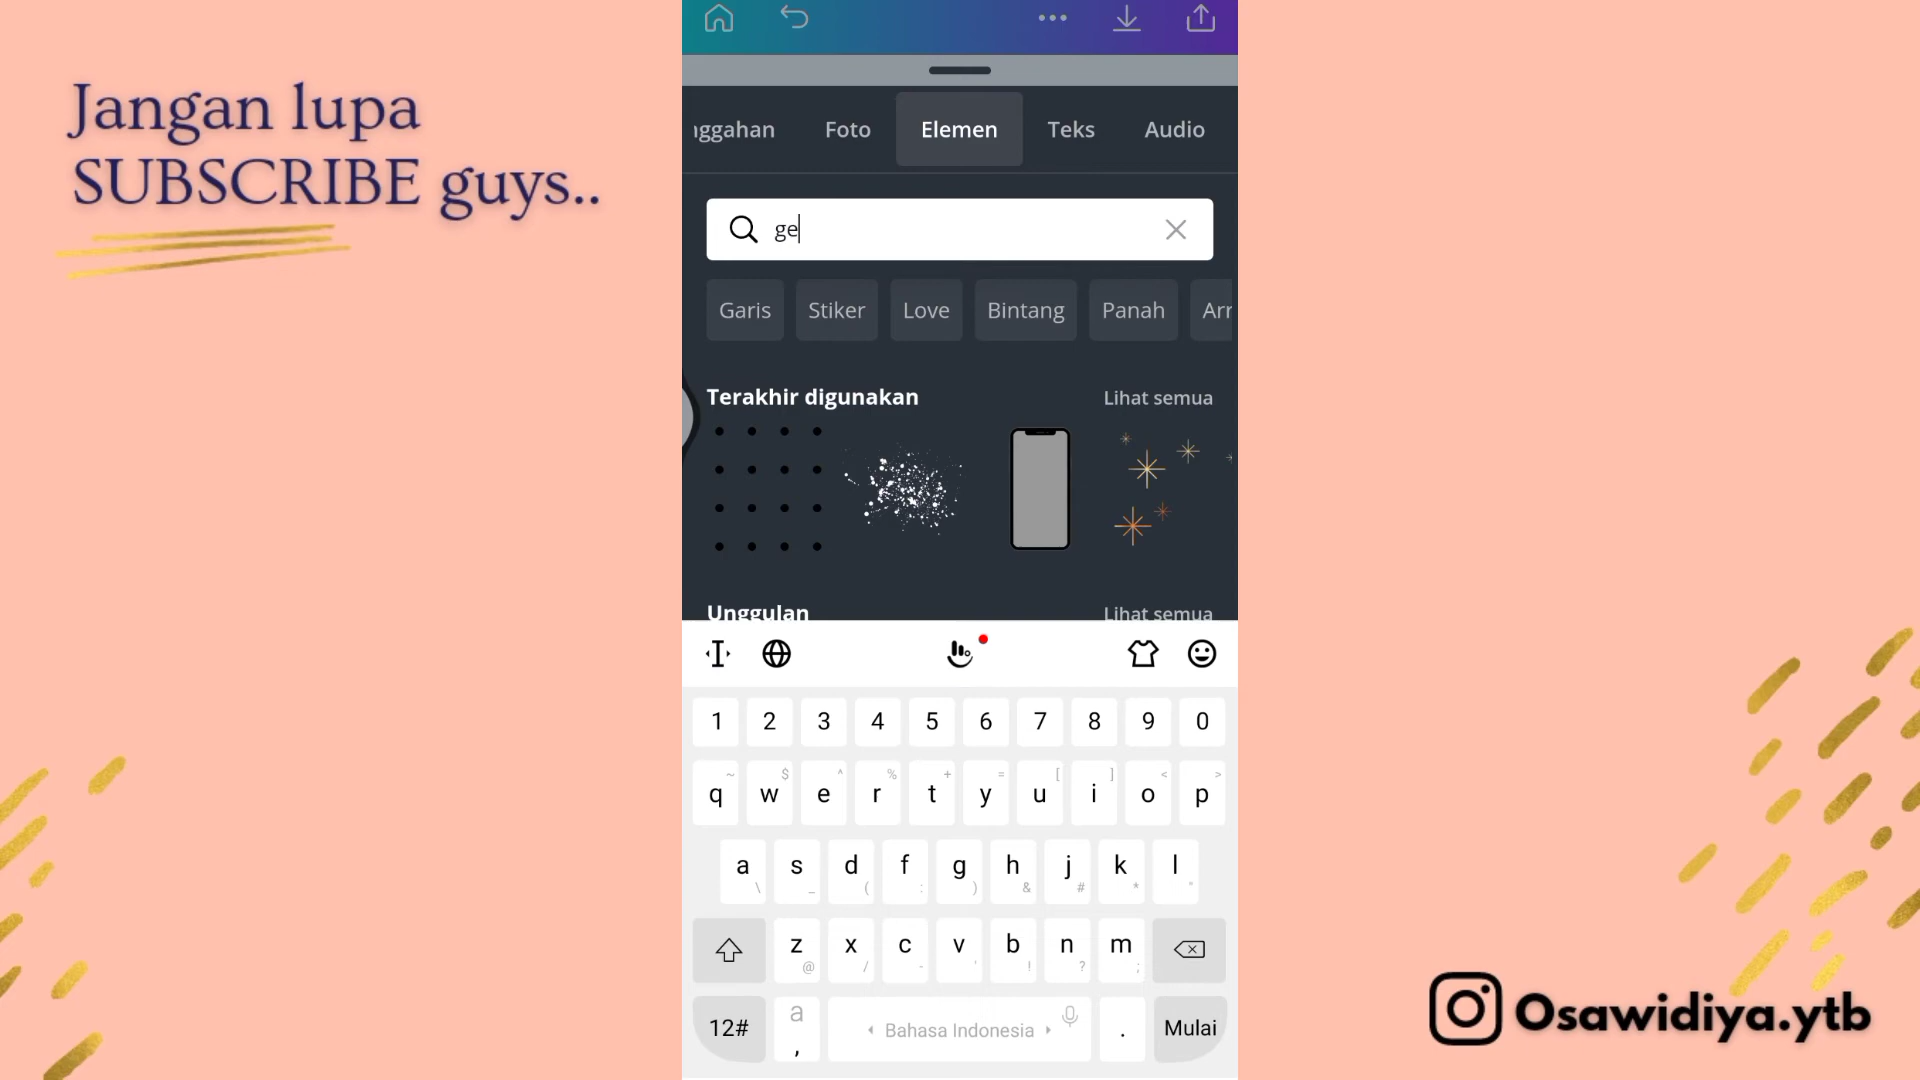 Jangan lupa
SUBSCRIBE guys..
nggahan Foto Elemen Teks Audio
ge
Garis Stiker Love Bintang Panah Arr
Terakhir digunakan Lihat semua
Unggulan Lihat semua
1 2 3 4 5 6 7 8 9 0
~ $ ^ % + = [ ] < >
q w e r t y u i o p
a s d f g h j k l
\ _ ( : ) & # * "
z x c v b n m
@ / - ' ! ? ;
12# a , Bahasa Indonesia . Mulai
Osawidiya.ytb